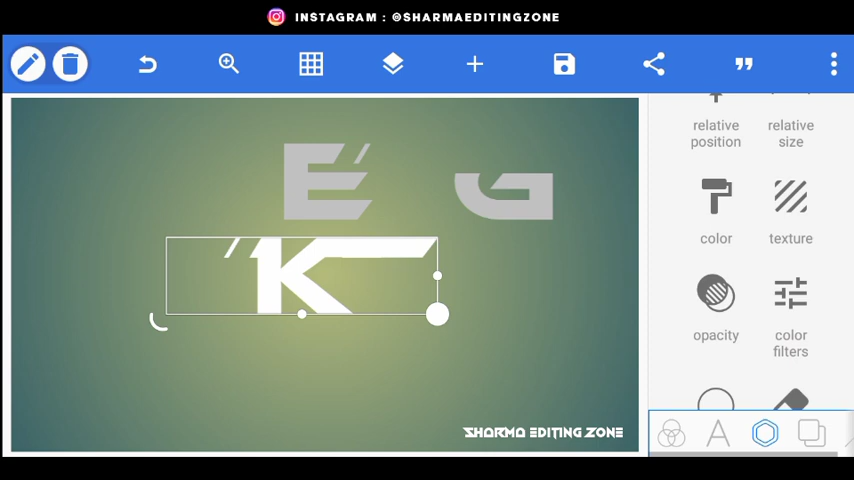 INSTAGRAM : @SHARMAEDITINGZONE
relative position
relative size
E G
K
color
texture
opacity
color filters
A
SHARMA EDITING ZONE